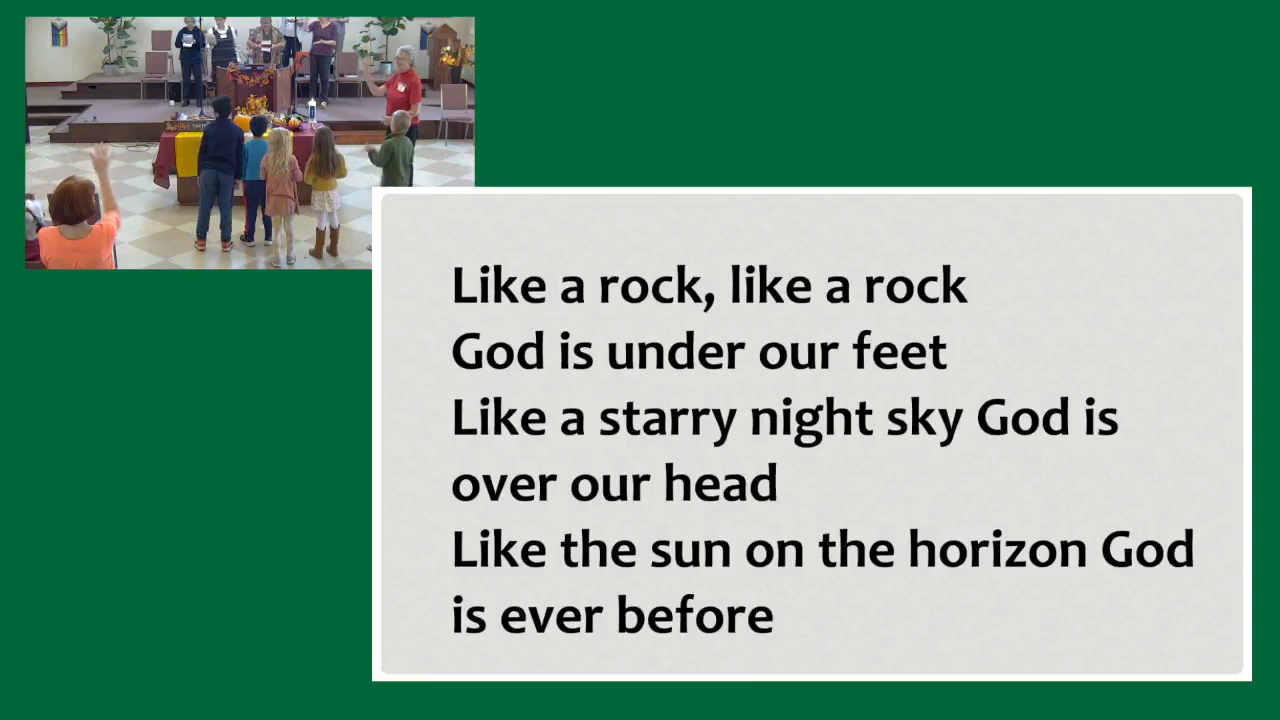 Like a rock, like a rock
God is under our feet
Like a starry night sky God is
over our head
Like the sun on the horizon God
is ever before